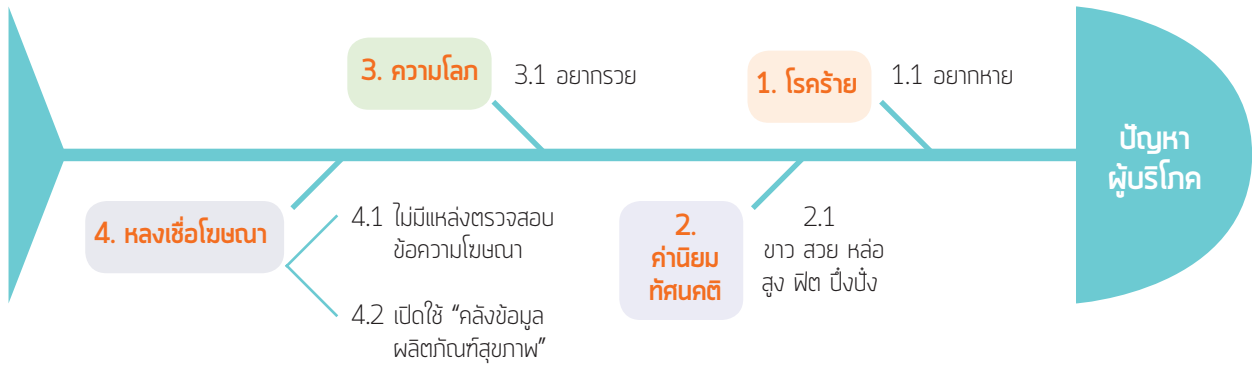 3. ความโลภ
3.1 อยากรวย
1. โรคร้าย
1.1 อยากหาย
ปัญหา
ผู้บริโภค
4. หลงเชื่อโฆษณา
4.1 ไม่มีแหล่งตรวจสอบ
ข้อความโฆษณา
4.2 เปิดใช้ “คลังข้อมูล
ผลิตภัณฑ์สุขภาพ”
2.
ค่านิยม
ทัศนคติ
2.1
ขาว สวย หล่อ
สูง ฟิต ปึ๋งปั๋ง